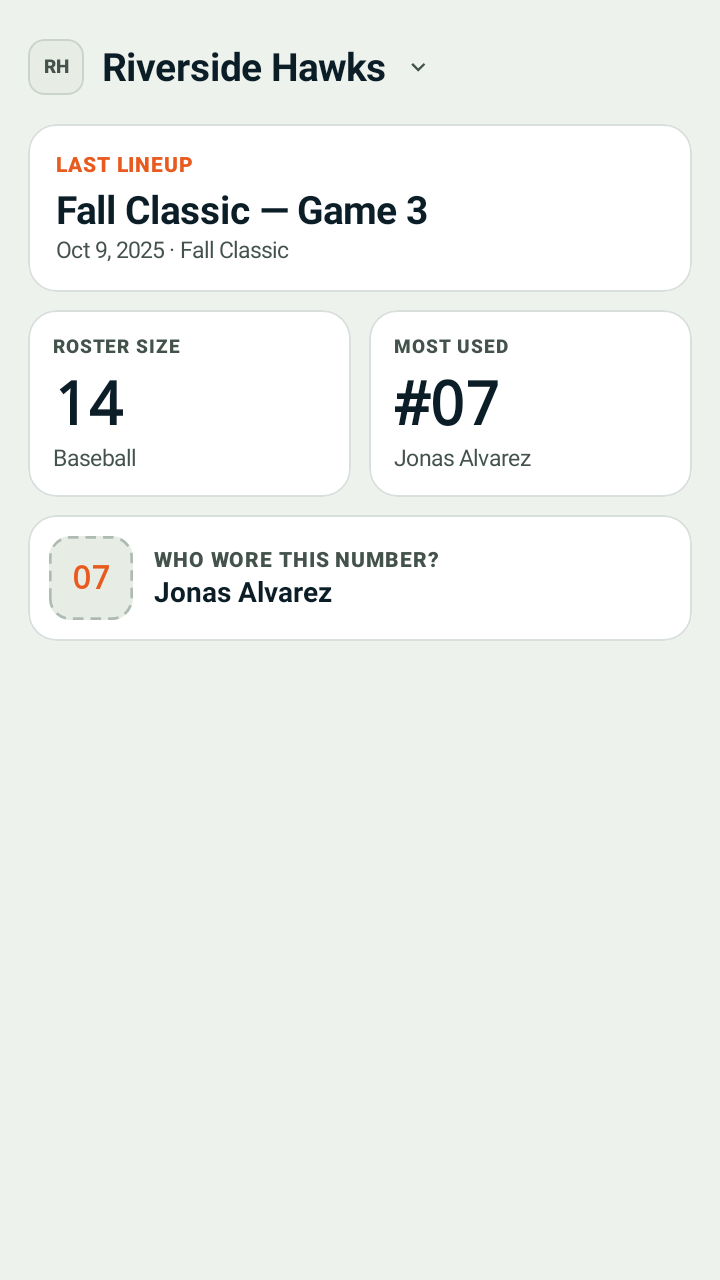 RH
Riverside Hawks
LAST LINEUP
Fall Classic — Game 3
Oct 9, 2025 · Fall Classic
ROSTER SIZE
14
Baseball
MOST USED
#07
Jonas Alvarez
07
WHO WORE THIS NUMBER?
Jonas Alvarez